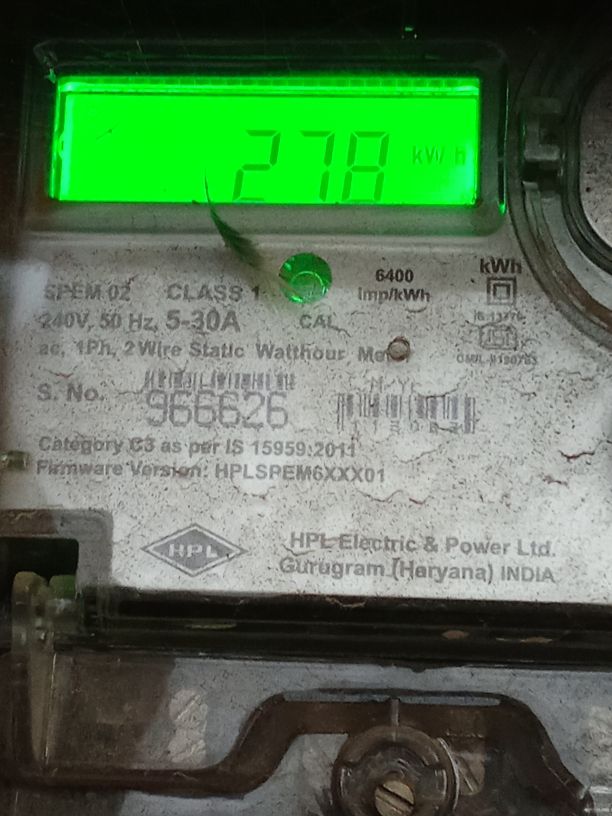 278 kWh
SPEM 02 CLASS 1
6400
imp/kWh
kWh
240V, 50 Hz, 5-30A
CAL
IS 13779
ac, 1Ph, 2 Wire Static Watthour Meter
S. No. 966626
Category C3 as per IS 15959:2011
Firmware Version: HPLSPEM6XXX01
HPL
HPL Electric & Power Ltd.
Gurugram (Haryana) INDIA